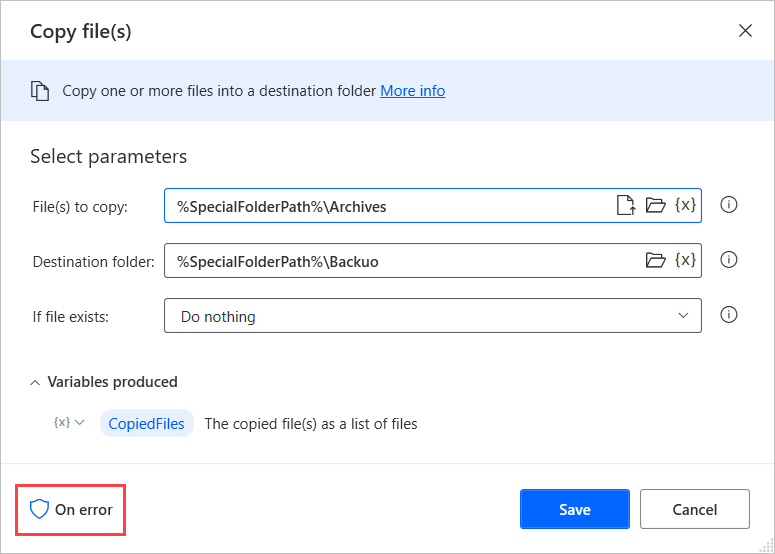 Copy file(s)
Copy one or more files into a destination folder More info
Select parameters
File(s) to copy: %SpecialFolderPath%\Archives {x}
Destination folder: %SpecialFolderPath%\Backuo {x}
If file exists: Do nothing
Variables produced
{x} CopiedFiles The copied file(s) as a list of files
On error Save Cancel